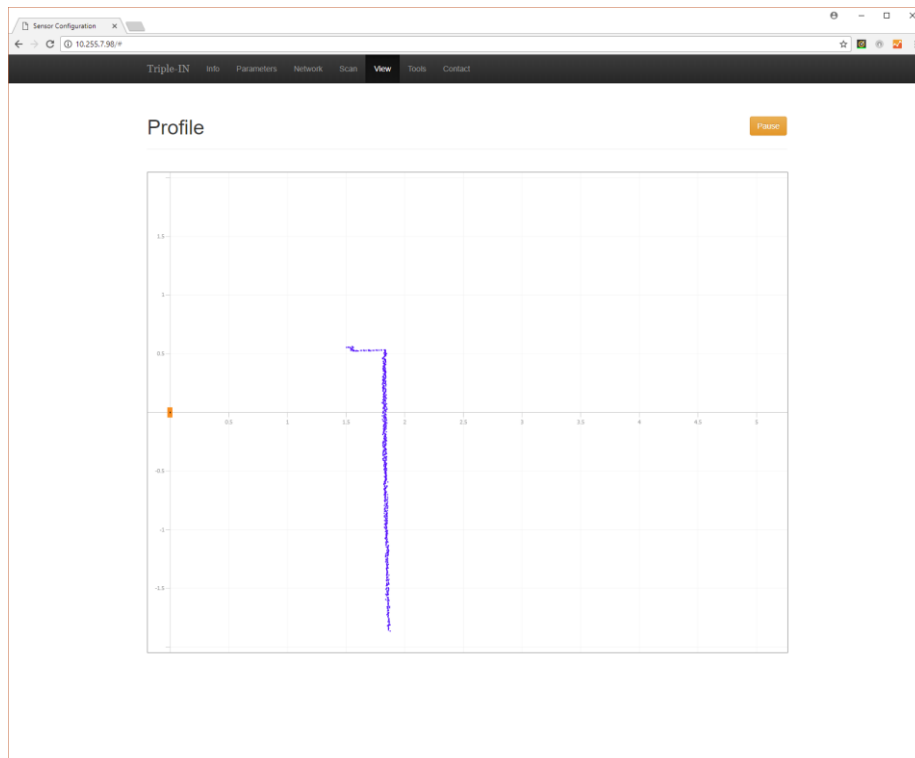 Sensor Configuration
10.255.7.98/#
Triple-IN Info Parameters Network Scan View Tools Contact
Profile
Pause
1.5
1
0.5
0.5 1 1.5 2 2.5 3 3.5 4 4.5 5
-0.5
-1
-1.5